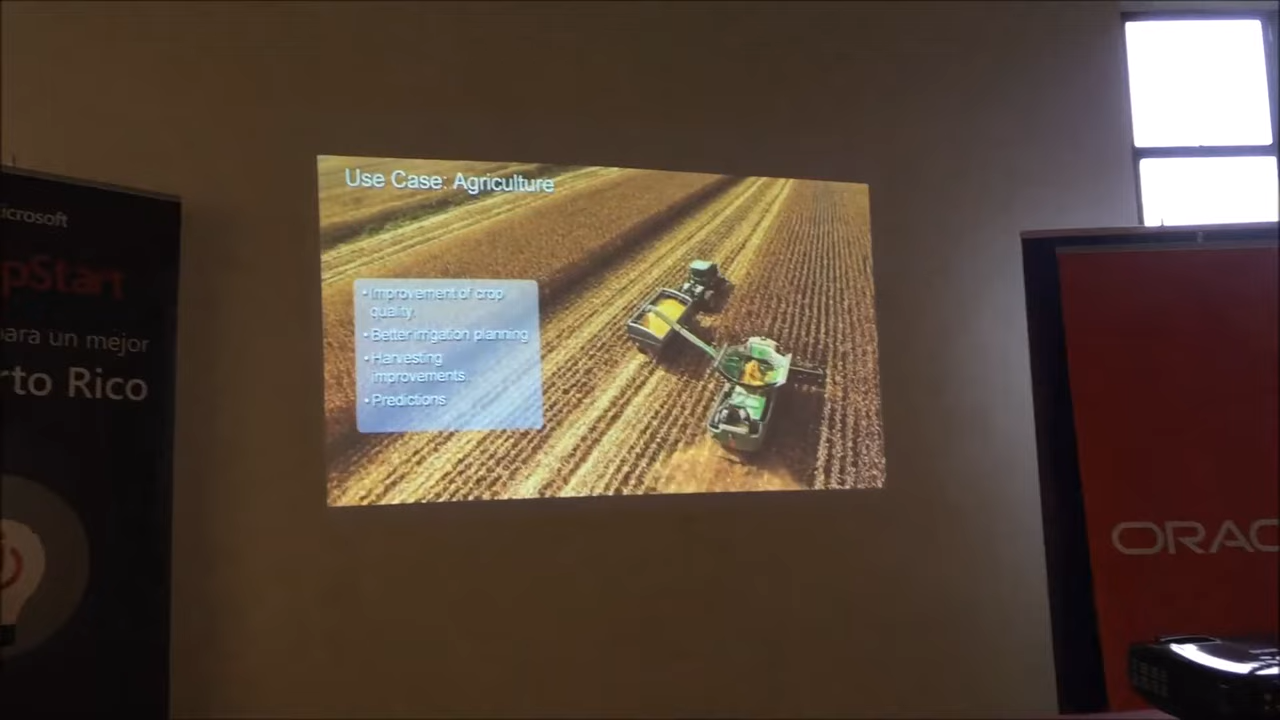 Use Case: Agriculture
• Improvement of crop
quality.
• Better irrigation planning
• Harvesting
improvements.
• Predictions
icrosoft
pStart
para un mejor
rto Rico
ORAC